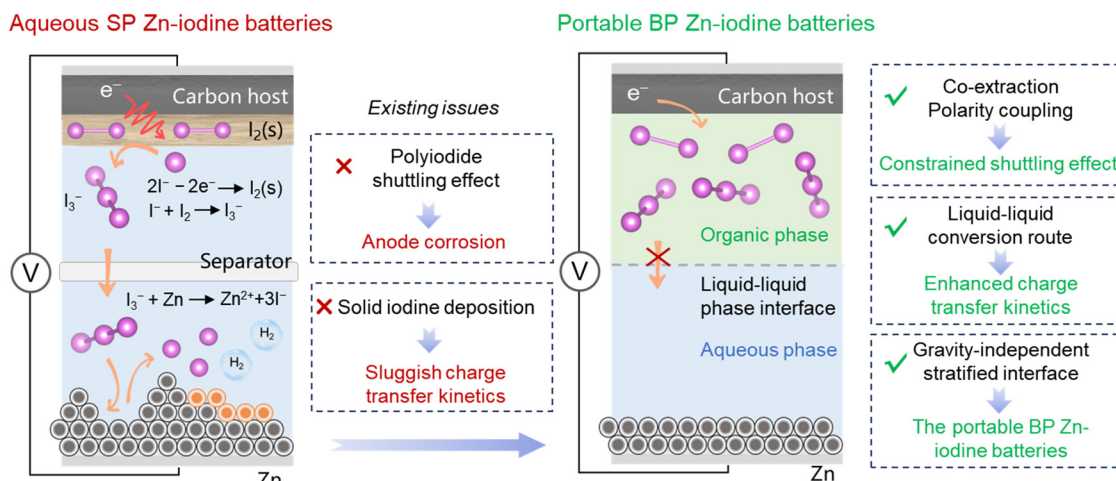 Aqueous SP Zn-iodine batteries
e⁻
Carbon host
I₂(s)
I₃⁻
2I⁻ − 2e⁻ → I₂(s)
I⁻ + I₂ → I₃⁻
V
Separator
I₃⁻ + Zn → Zn²⁺+3I⁻
H₂
H₂
Zn
Existing issues
Polyiodide
shuttling effect
Anode corrosion
Solid iodine deposition
Sluggish charge
transfer kinetics
Portable BP Zn-iodine batteries
e⁻
Carbon host
Organic phase
V
Liquid-liquid
phase interface
Aqueous phase
Zn
Co-extraction
Polarity coupling
Constrained shuttling effect
Liquid-liquid
conversion route
Enhanced charge
transfer kinetics
Gravity-independent
stratified interface
The portable BP Zn-
iodine batteries